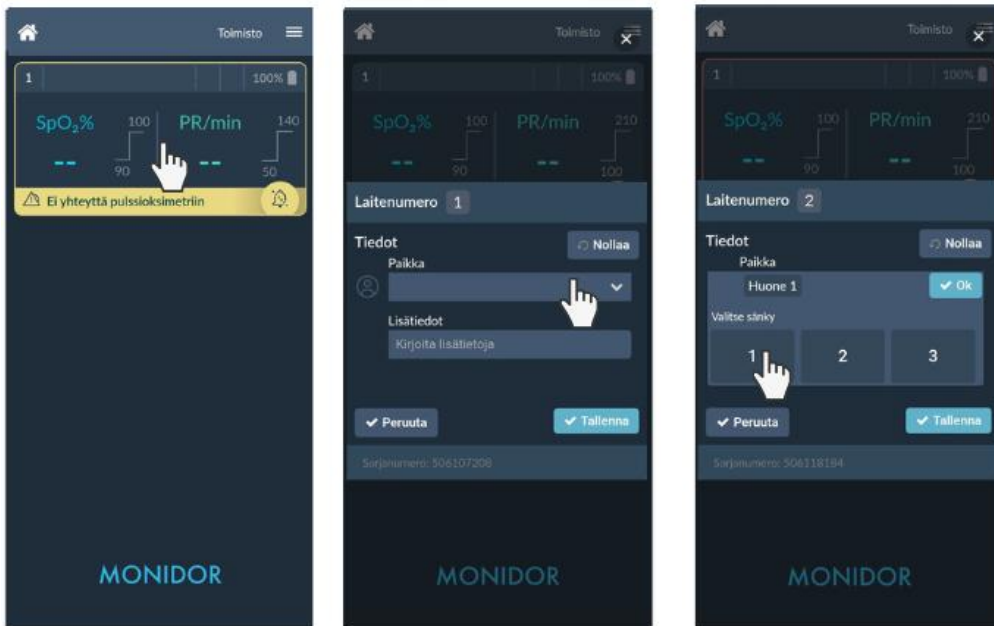 Toimisto
1 100%
SpO₂% 100 PR/min 140
-- 90 -- 50
Ei yhteyttä pulssioksimetriin
MONIDOR
Toimisto
1 100%
SpO₂% 100 PR/min 210
-- 90 -- 100
Laitenumero 1
Tiedot Nollaa
Paikka
Lisätiedot
Kirjoita lisätietoja
Peruuta Tallenna
Sarjanumero: 506107208
MONIDOR
Toimisto
1 100%
SpO₂% 100 PR/min 210
-- 90 -- 100
Laitenumero 2
Tiedot Nollaa
Paikka
Huone 1 Ok
Valitse sänky
1 2 3
Peruuta Tallenna
Sarjanumero: 506118184
MONIDOR